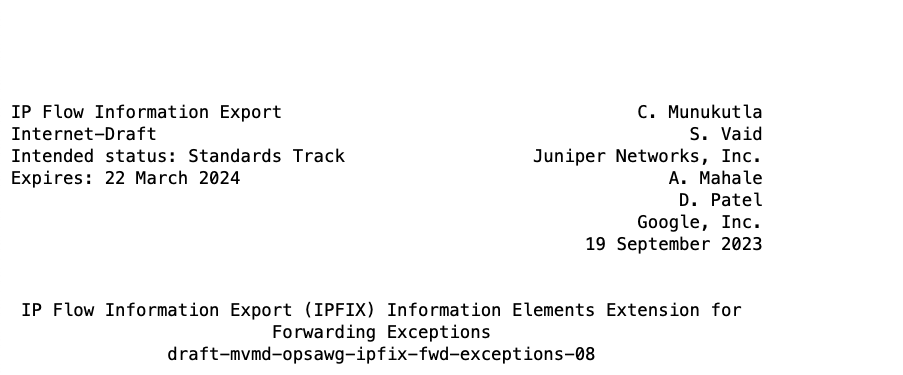 IP Flow Information Export                                  C. Munukutla
Internet-Draft                                                   S. Vaid
Intended status: Standards Track                  Juniper Networks, Inc.
Expires: 22 March 2024                                         A. Mahale
                                                                D. Patel
                                                            Google, Inc.
                                                       19 September 2023
IP Flow Information Export (IPFIX) Information Elements Extension for
Forwarding Exceptions
draft-mvmd-opsawg-ipfix-fwd-exceptions-08